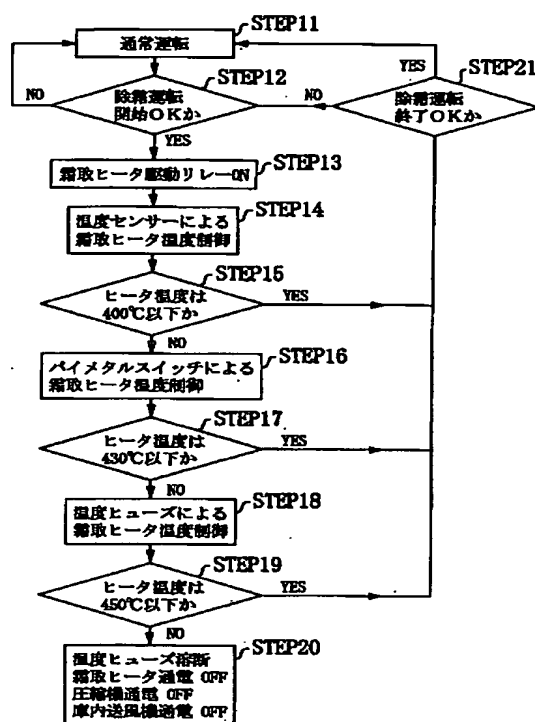 STEP11
通常運転
STEP12
除霜運転
開始OKか
NO
YES
STEP21
除霜運転
終了OKか
YES
NO
STEP13
霜取ヒータ駆動リレーON
STEP14
温度センサーによる
霜取ヒータ温度制御
STEP15
ヒータ温度は
400℃以下か
YES
NO
STEP16
バイメタルスイッチによる
霜取ヒータ温度制御
STEP17
ヒータ温度は
430℃以下か
YES
NO
STEP18
温度ヒューズによる
霜取ヒータ温度制御
STEP19
ヒータ温度は
450℃以下か
YES
NO
STEP20
温度ヒューズ溶断
霜取ヒータ通電 OFF
圧縮機通電 OFF
庫内送風機通電 OFF